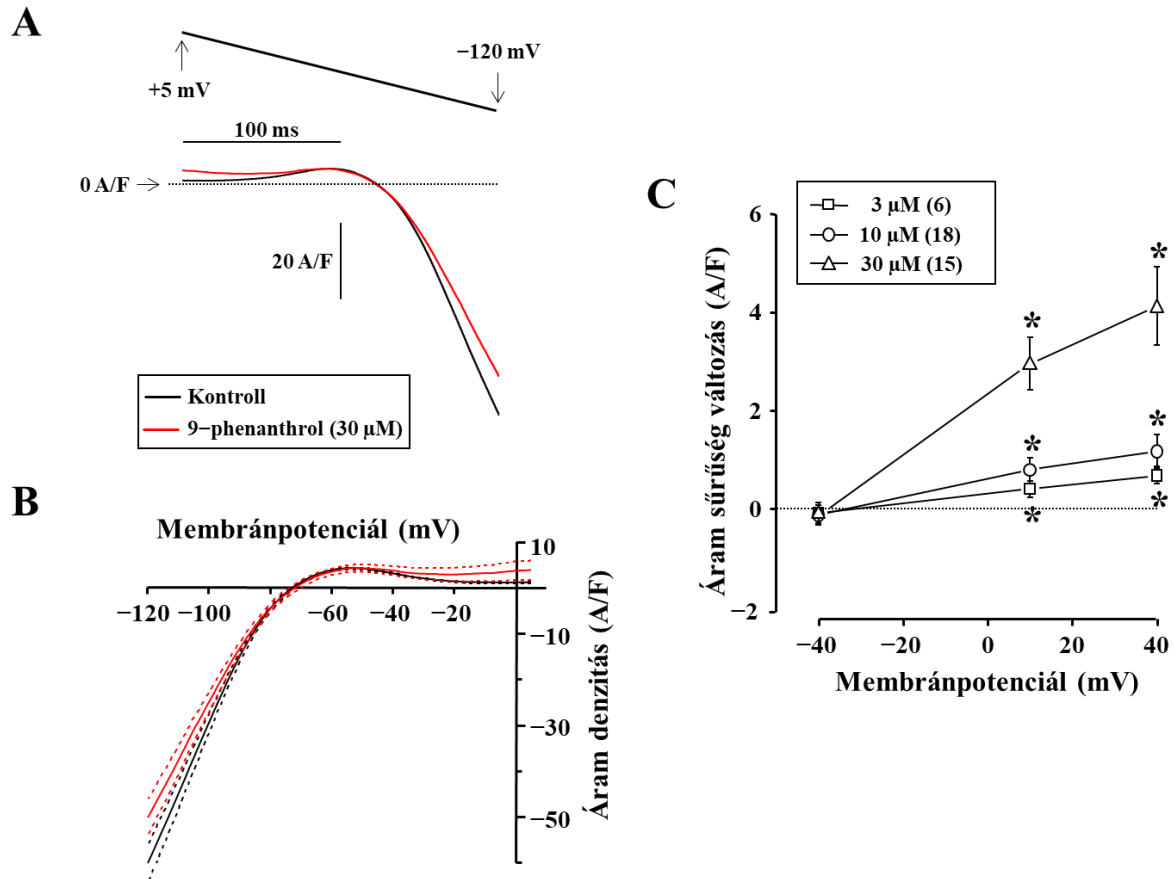 A
+5 mV
−120 mV
100 ms
0 A/F
20 A/F
Kontroll
9−phenanthrol (30 µM)
B
Membránpotenciál (mV)
−120 −100 −60 −40 −20
10
−10
−30
−50
Áram denzitás (A/F)
C
3 µM (6)
10 µM (18)
30 µM (15)
Áram sűrűség változás (A/F)
6
4
2
0
−2
* *
* *
* *
−40 −20 0 20 40
Membránpotenciál (mV)